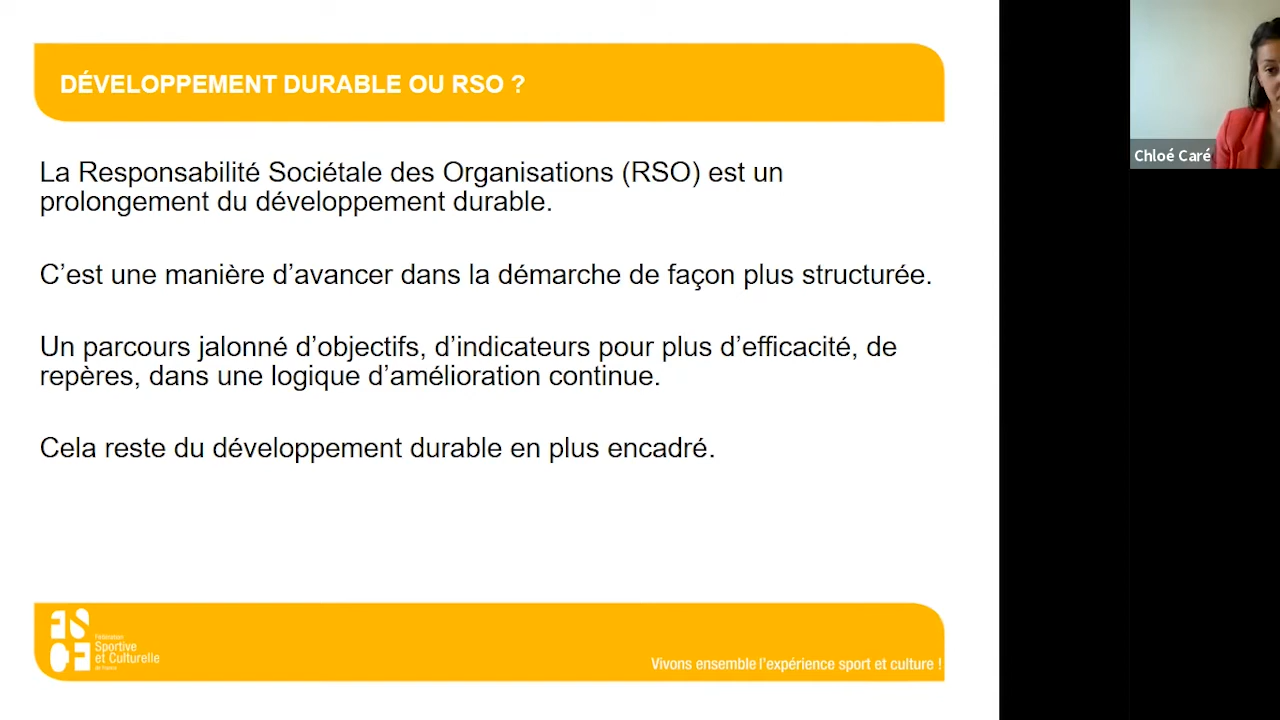 DÉVELOPPEMENT DURABLE OU RSO ?
Chloé Caré
La Responsabilité Sociétale des Organisations (RSO) est un
prolongement du développement durable.
C’est une manière d’avancer dans la démarche de façon plus structurée.
Un parcours jalonné d’objectifs, d’indicateurs pour plus d’efficacité, de
repères, dans une logique d’amélioration continue.
Cela reste du développement durable en plus encadré.
FSCF
Fédération
Sportive
et Culturelle
de France
Vivons ensemble l’expérience sport et culture !